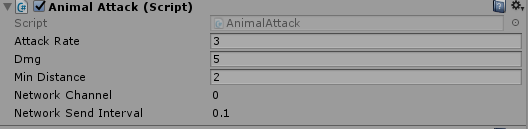 Animal Attack (Script)
Script AnimalAttack
Attack Rate 3
Dmg 5
Min Distance 2
Network Channel 0
Network Send Interval 0.1